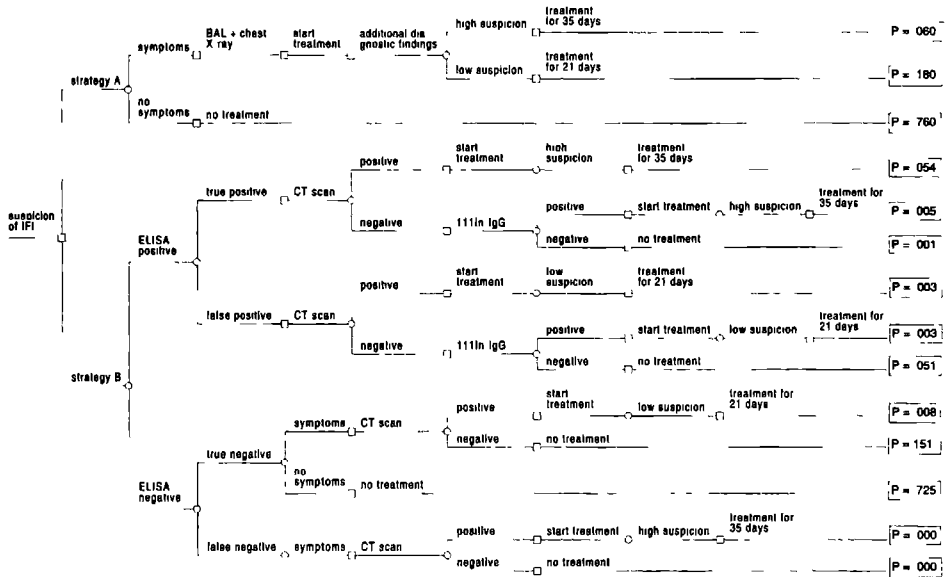 suspicion
of IFI
strategy A
symptoms
BAL + chest
X ray
start
treatment
additional dia
gnostic findings
high suspicion
treatment
for 35 days
P = 060
low suspicion
treatment
for 21 days
P = 180
no
symptoms
no treatment
P = 760
strategy B
ELISA
positive
true positive
CT scan
positive
start
treatment
high
suspicion
treatment
for 35 days
P = 054
negative
111In IgG
positive
start treatment
high suspicion
treatment for
35 days
P = 005
negative
no treatment
P = 001
false positive
CT scan
positive
start
treatment
low
suspicion
treatment
for 21 days
P = 003
negative
111In IgG
positive
start treatment
low suspicion
treatment for
21 days
P = 003
negative
no treatment
P = 051
ELISA
negative
true negative
symptoms
CT scan
positive
start
treatment
low suspicion
treatment for
21 days
P = 008
negative
no treatment
P = 151
no
symptoms
no treatment
P = 725
false negative
symptoms
CT scan
positive
start treatment
high suspicion
treatment for
35 days
P = 000
negative
no treatment
P = 000